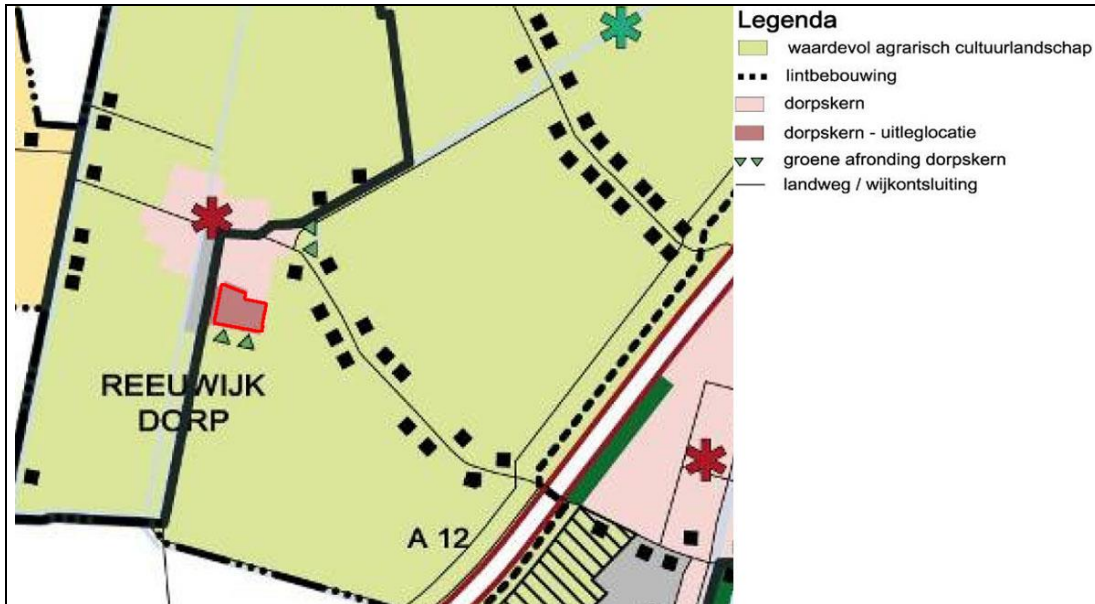 Legenda
waardevol agrarisch cultuurlandschap
lintbebouwing
dorpskern
dorpskern - uitleglocatie
groene afronding dorpskern
landweg / wijkontsluiting
REEUWIJK
DORP
A 12